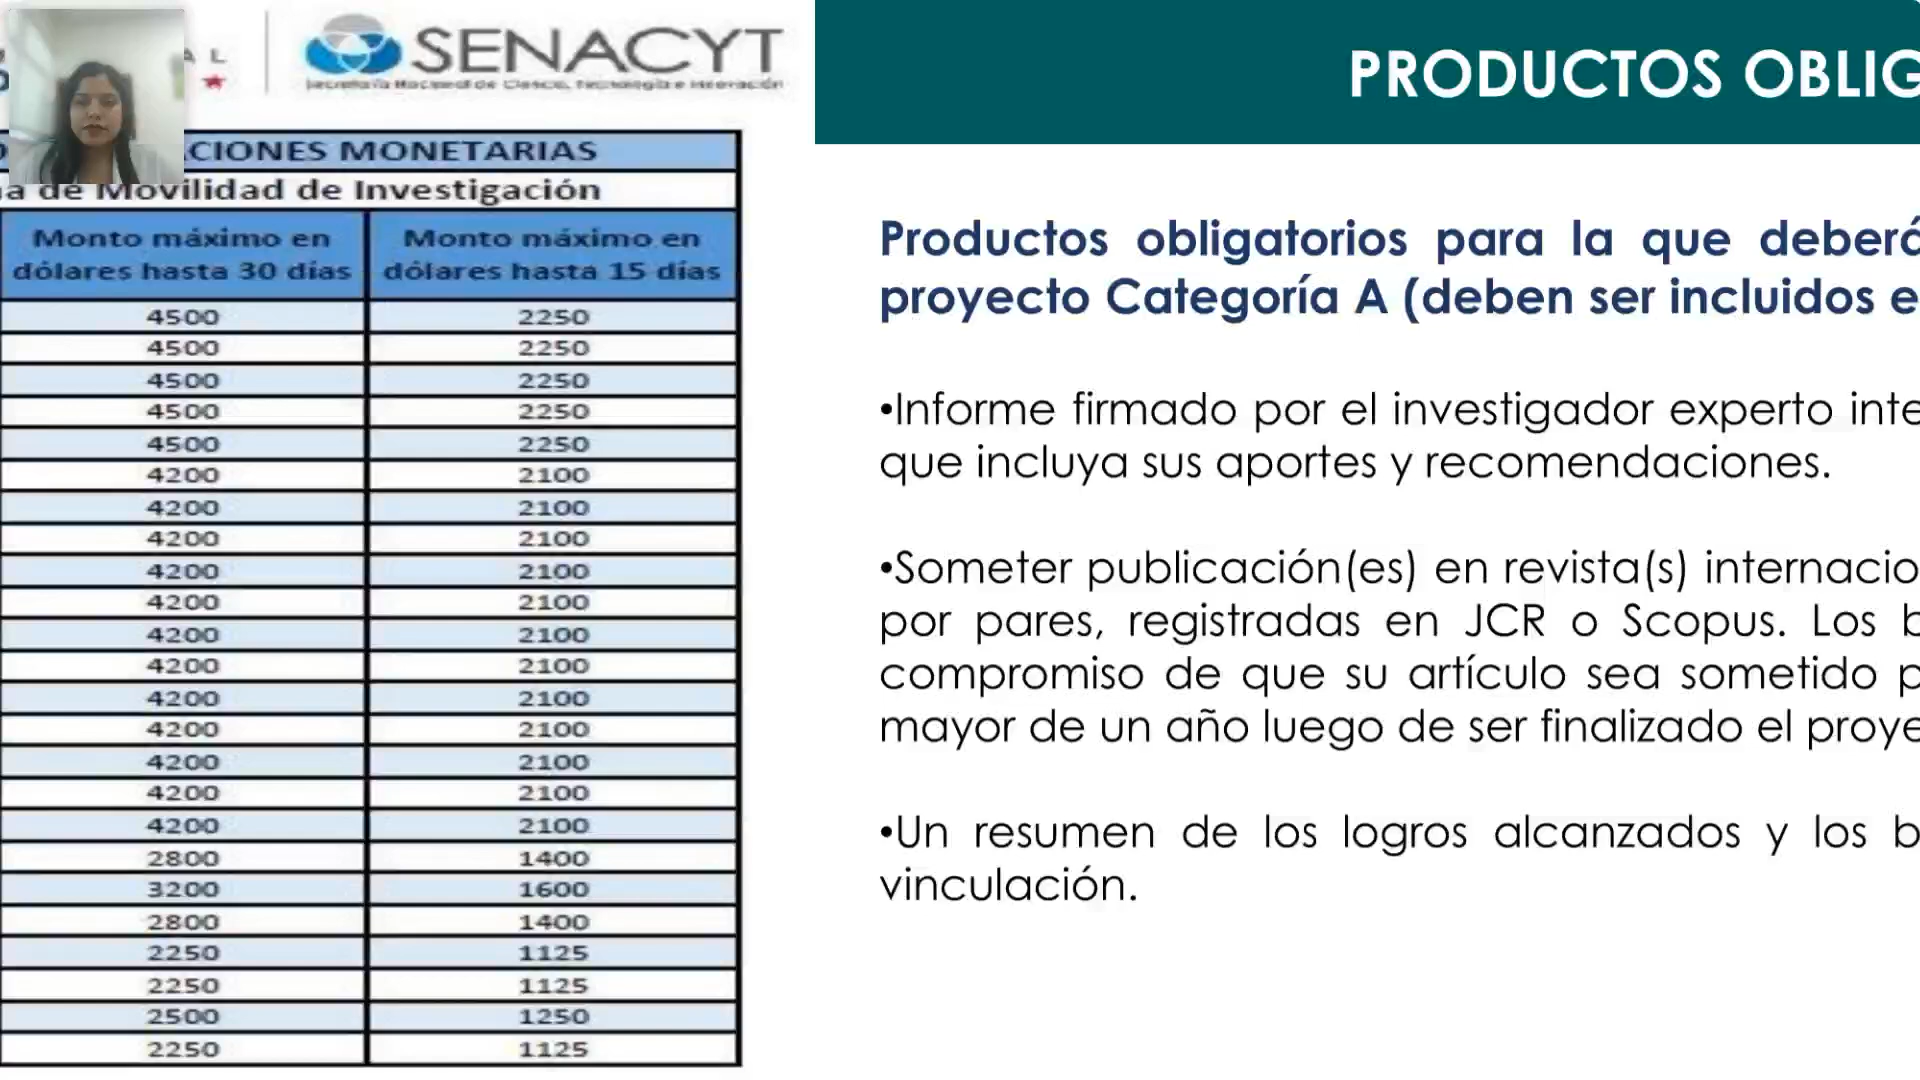 SENACYT
Secretaría Nacional de Ciencia, Tecnología e Innovación
CIONES MONETARIAS
a de Movilidad de Investigación
Monto máximo en dólares hasta 30 días
Monto máximo en dólares hasta 15 días
4500 2250
4500 2250
4500 2250
4500 2250
4500 2250
4200 2100
4200 2100
4200 2100
4200 2100
4200 2100
4200 2100
4200 2100
4200 2100
4200 2100
4200 2100
4200 2100
4200 2100
2800 1400
3200 1600
2800 1400
2250 1125
2250 1125
2500 1250
2250 1125
PRODUCTOS OBLIG
Productos obligatorios para la que deberá
proyecto Categoría A (deben ser incluidos e
•Informe firmado por el investigador experto inte
que incluya sus aportes y recomendaciones.
•Someter publicación(es) en revista(s) internacio
por pares, registradas en JCR o Scopus. Los b
compromiso de que su artículo sea sometido p
mayor de un año luego de ser finalizado el proye
•Un resumen de los logros alcanzados y los b
vinculación.